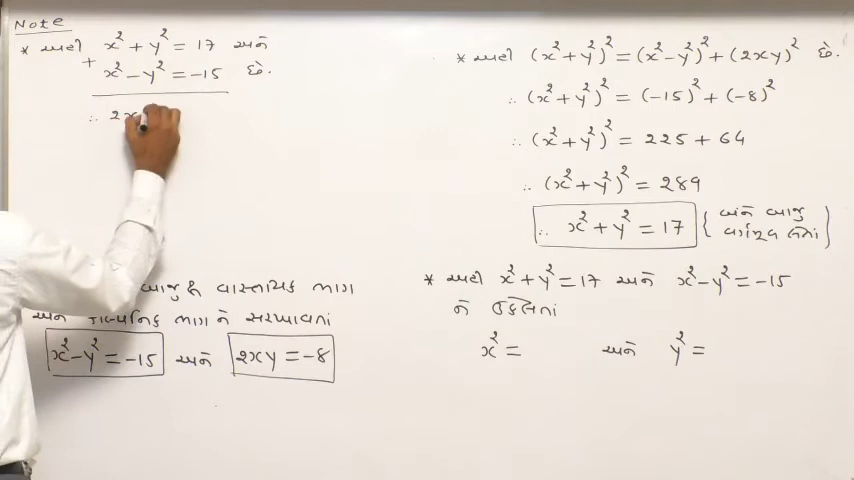 Note
* અહી x² + y² = 17 અને
+ x² - y² = -15 છે.
∴ 2x
બાજુ વાસ્તવિક ભાગ
અને કાલ્પનિક ભાગ ને સરખાવતાં
x² - y² = -15 અને 2xy = -8
* અહી (x² + y²)² = (x² - y²)² + (2xy)² છે.
∴ (x² + y²)² = (-15)² + (-8)²
∴ (x² + y²)² = 225 + 64
∴ (x² + y²)² = 289
∴ x² + y² = 17 { બંને બાજુ
વર્ગમૂળ લેતાં }
* અહી x² + y² = 17 અને x² - y² = -15
ને ઉકેલતાં
x² = અને y² =